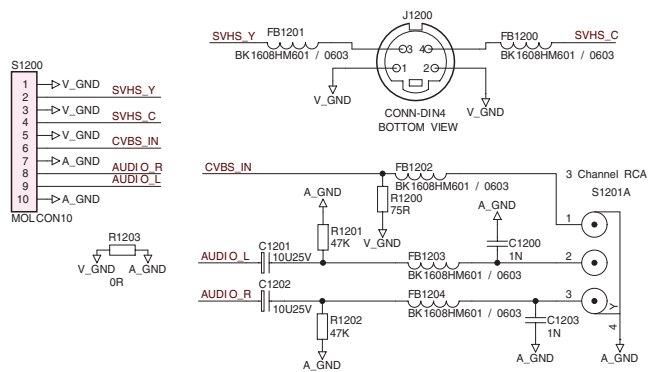 J1200
SVHS_Y
FB1201
BK1608HM601 / 0603
3
4
1
2
FB1200
SVHS_C
BK1608HM601 / 0603
V_GND
V_GND
CONN-DIN4
BOTTOM VIEW
S1200
1
V_GND
2
SVHS_Y
3
V_GND
4
SVHS_C
5
V_GND
6
CVBS_IN
7
A_GND
8
AUDIO_R
9
AUDIO_L
10
A_GND
MOLCON10
R1203
V_GND
A_GND
0R
CVBS_IN
FB1202
BK1608HM601 / 0603
3 Channel RCA
S1201A
R1200
75R
V_GND
A_GND
R1201
47K
A_GND
C1200
1N
1
AUDIO_L
C1201
10U25V
FB1203
BK1608HM601 / 0603
2
AUDIO_R
C1202
10U25V
FB1204
BK1608HM601 / 0603
3
Y
4
R1202
47K
A_GND
C1203
1N
A_GND
A_GND